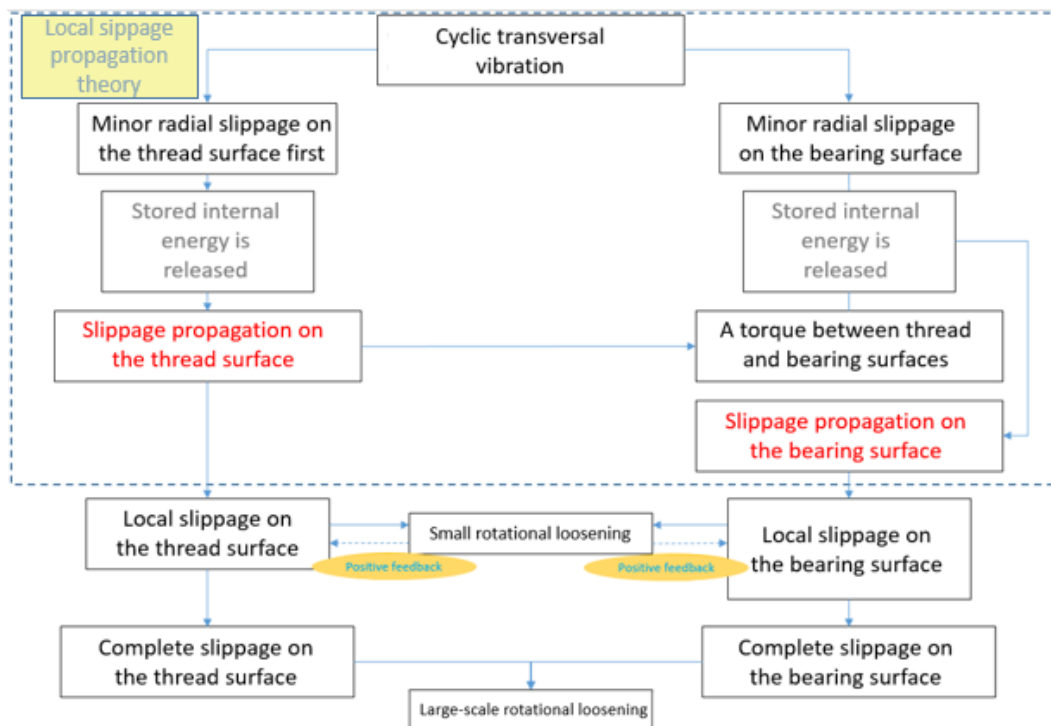 Local slippage
propagation
theory
Cyclic transversal
vibration
Minor radial slippage on
the thread surface first
Minor radial slippage
on the bearing surface
Stored internal
energy is
released
Stored internal
energy is
released
Slippage propagation on
the thread surface
A torque between thread
and bearing surfaces
Slippage propagation on
the bearing surface
Local slippage on
the thread surface
Small rotational loosening
Local slippage on
the bearing surface
Positive feedback
Positive feedback
Complete slippage on
the thread surface
Complete slippage on
the bearing surface
Large-scale rotational loosening